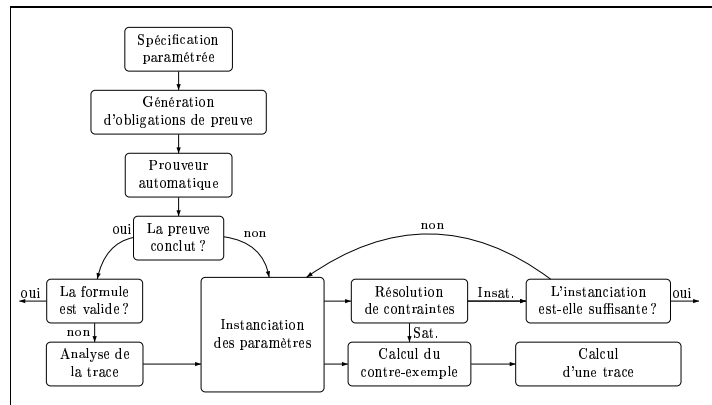 Spécification
paramétrée
Génération
d'obligations de preuve
Prouveur
automatique
oui
La preuve
conclut ?
non
non
oui
La formule
est valide ?
Instanciation
des paramètres
Résolution
de contraintes
Insat.
L'instanciation
est-elle suffisante ?
oui
non
Sat.
Analyse de
la trace
Calcul du
contre-exemple
Calcul
d'une trace